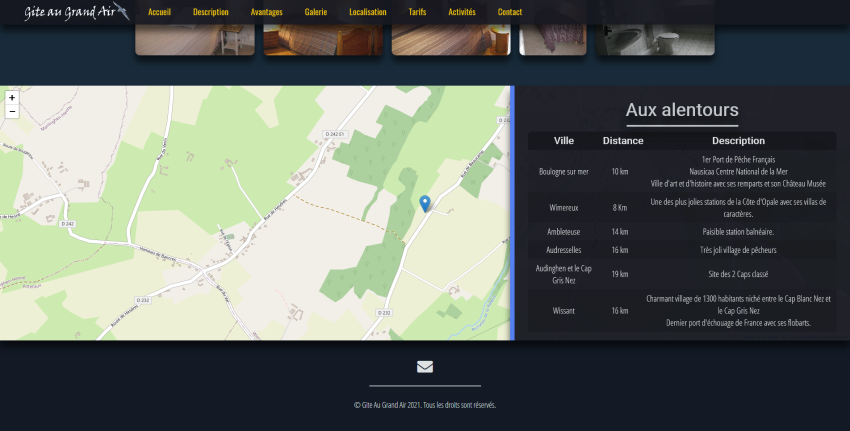 Gite au Grand Air
Accueil Description Avantages Galerie Localisation Tarifs Activités Contact
+
−
D 242 E1
D 242
D 232
D 232
Aux alentours
Ville Distance Description
Boulogne sur mer 10 km 1er Port de Pêche Français
Nausicaa Centre National de la Mer
Ville d'art et d'histoire avec ses remparts et son Château Musée
Wimereux 8 Km Une des plus jolies stations de la Côte d'Opale avec ses villas de
caractères.
Ambleteuse 14 km Paisible station balnéaire.
Audresselles 16 km Très joli village de pêcheurs
Audinghen et le Cap
Gris Nez 19 km Site des 2 Caps classé
Wissant 16 km Charmant village de 1300 habitants niché entre le Cap Blanc Nez et
le Cap Gris Nez
Dernier port d'échouage de France avec ses flobarts.
© Gite Au Grand Air 2021. Tous les droits sont réservés.